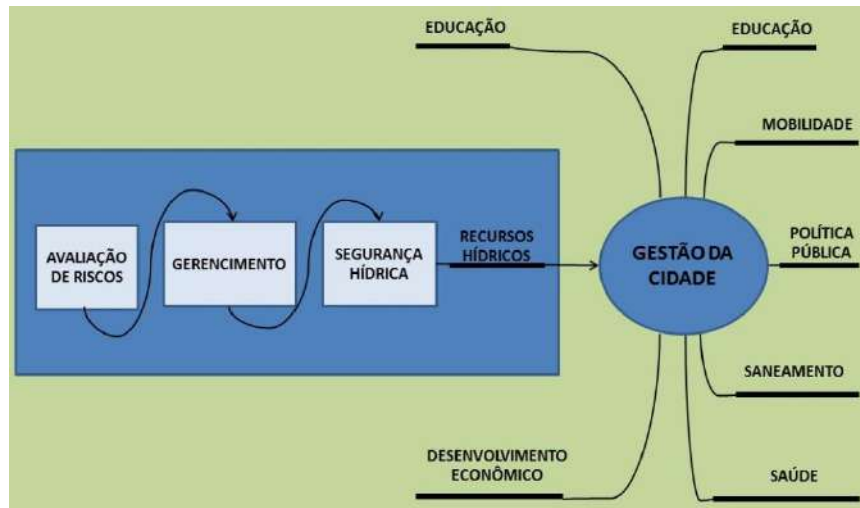 EDUCAÇÃO
EDUCAÇÃO
MOBILIDADE
AVALIAÇÃO
DE RISCOS
GERENCIMENTO
SEGURANÇA
HÍDRICA
RECURSOS
HÍDRICOS
GESTÃO DA
CIDADE
POLÍTICA
PÚBLICA
SANEAMENTO
DESENVOLVIMENTO
ECONÔMICO
SAÚDE